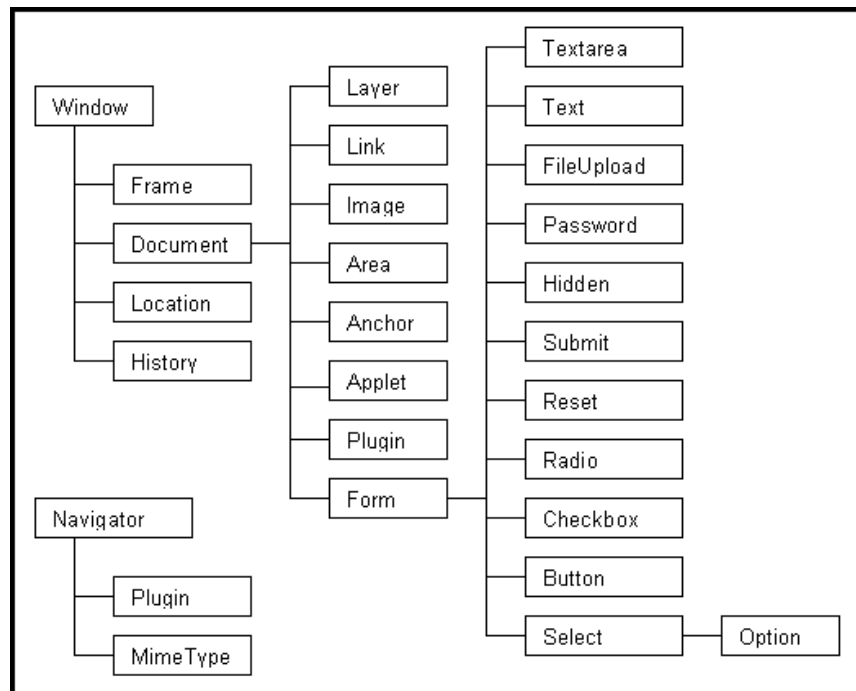 Window
Frame
Document
Location
History
Navigator
Plugin
MimeType
Layer
Link
Image
Area
Anchor
Applet
Plugin
Form
Textarea
Text
FileUpload
Password
Hidden
Submit
Reset
Radio
Checkbox
Button
Select
Option